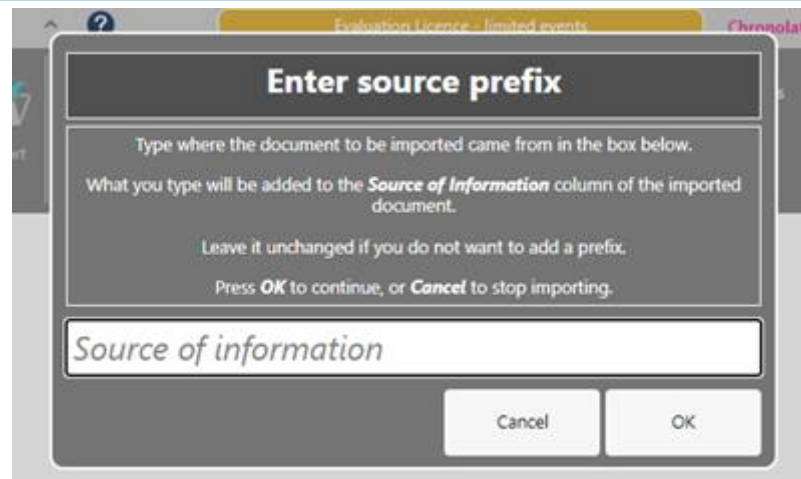 Evaluation Licence - limited events
Enter source prefix
Type where the document to be imported came from in the box below.
What you type will be added to the Source of Information column of the imported
document.
Leave it unchanged if you do not want to add a prefix.
Press OK to continue, or Cancel to stop importing.
Source of information
Cancel
OK